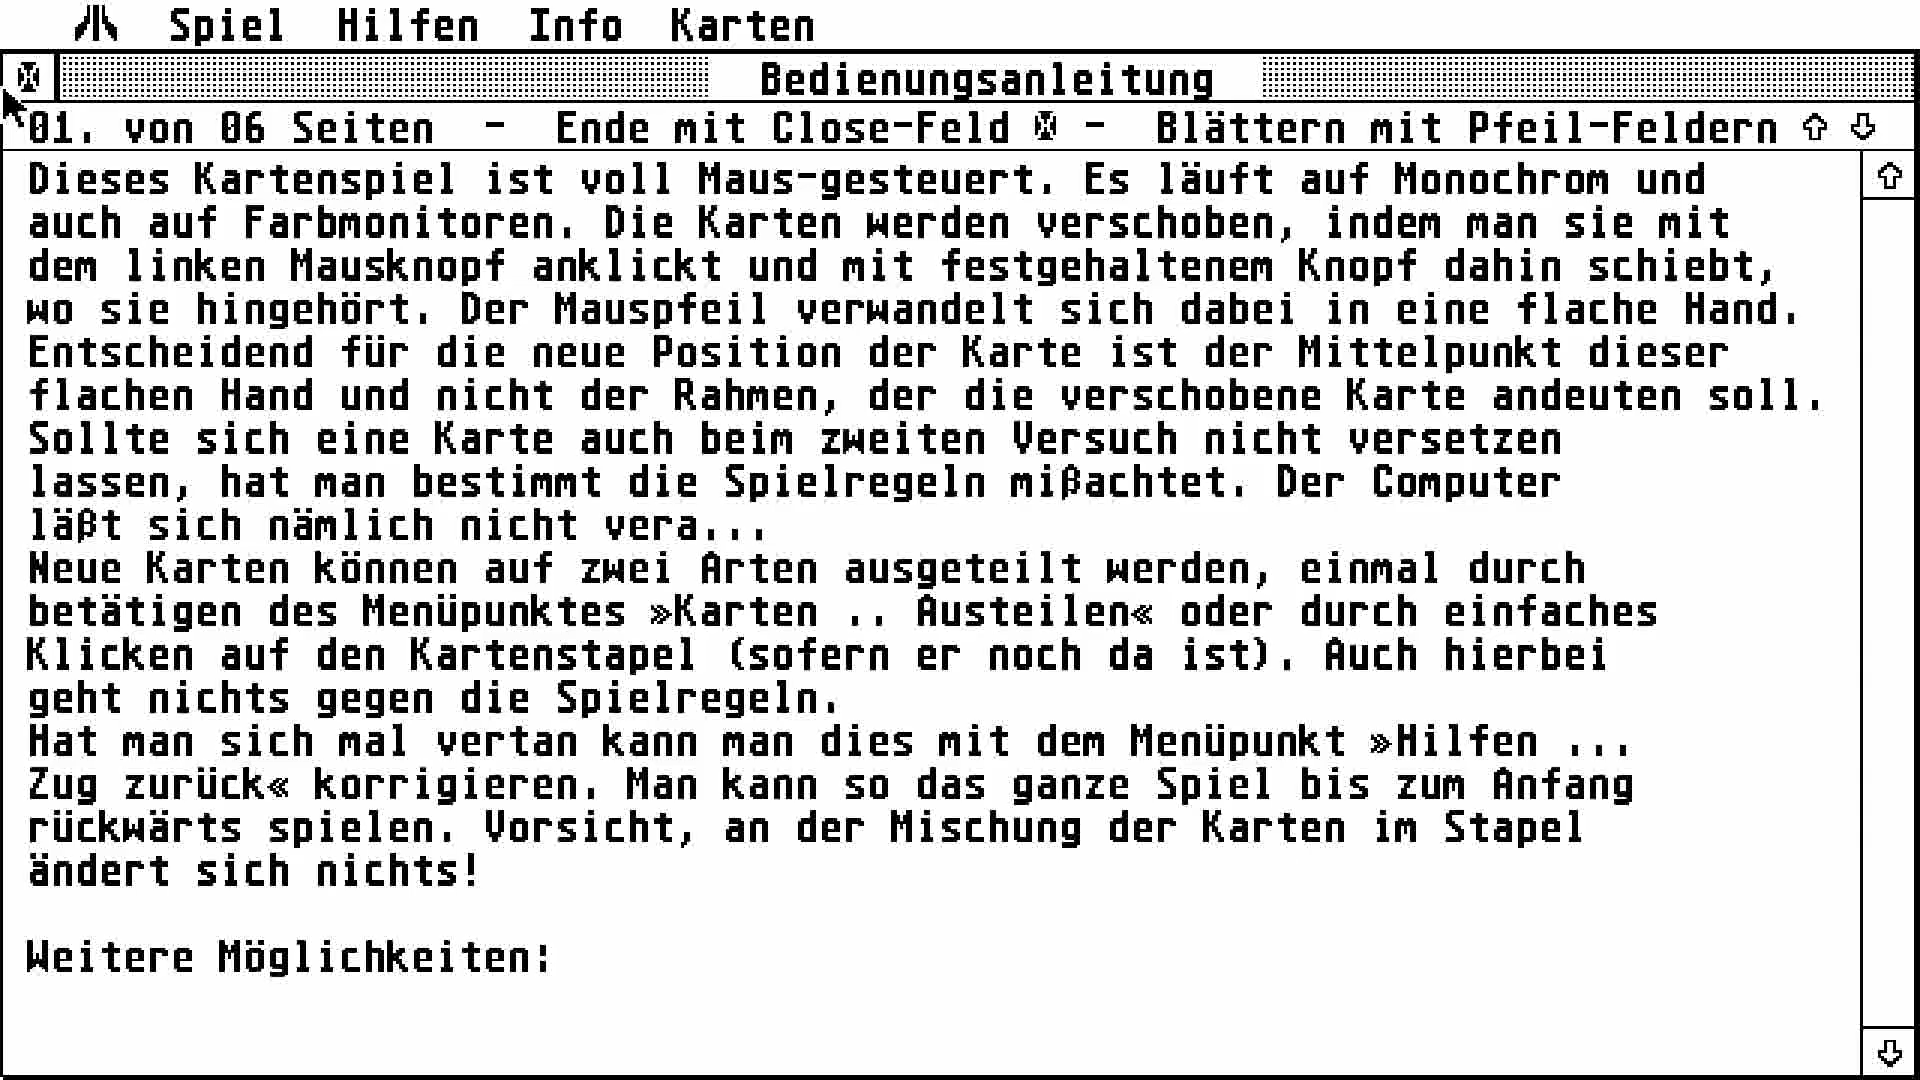 Spiel Hilfen Info Karten
Bedienungsanleitung
01. von 06 Seiten - Ende mit Close-Feld - Blättern mit Pfeil-Feldern ⇧ ⇩
Dieses Kartenspiel ist voll Maus-gesteuert. Es läuft auf Monochrom und
auch auf Farbmonitoren. Die Karten werden verschoben, indem man sie mit
dem linken Mausknopf anklickt und mit festgehaltenem Knopf dahin schiebt,
wo sie hingehört. Der Mauspfeil verwandelt sich dabei in eine flache Hand.
Entscheidend für die neue Position der Karte ist der Mittelpunkt dieser
flachen Hand und nicht der Rahmen, der die verschobene Karte andeuten soll.
Sollte sich eine Karte auch beim zweiten Versuch nicht versetzen
lassen, hat man bestimmt die Spielregeln mißachtet. Der Computer
läßt sich nämlich nicht vera...
Neue Karten können auf zwei Arten ausgeteilt werden, einmal durch
betätigen des Menüpunktes »Karten .. Austeilen« oder durch einfaches
Klicken auf den Kartenstapel (sofern er noch da ist). Auch hierbei
geht nichts gegen die Spielregeln.
Hat man sich mal vertan kann man dies mit dem Menüpunkt »Hilfen ...
Zug zurück« korrigieren. Man kann so das ganze Spiel bis zum Anfang
rückwärts spielen. Vorsicht, an der Mischung der Karten im Stapel
ändert sich nichts!
Weitere Möglichkeiten: